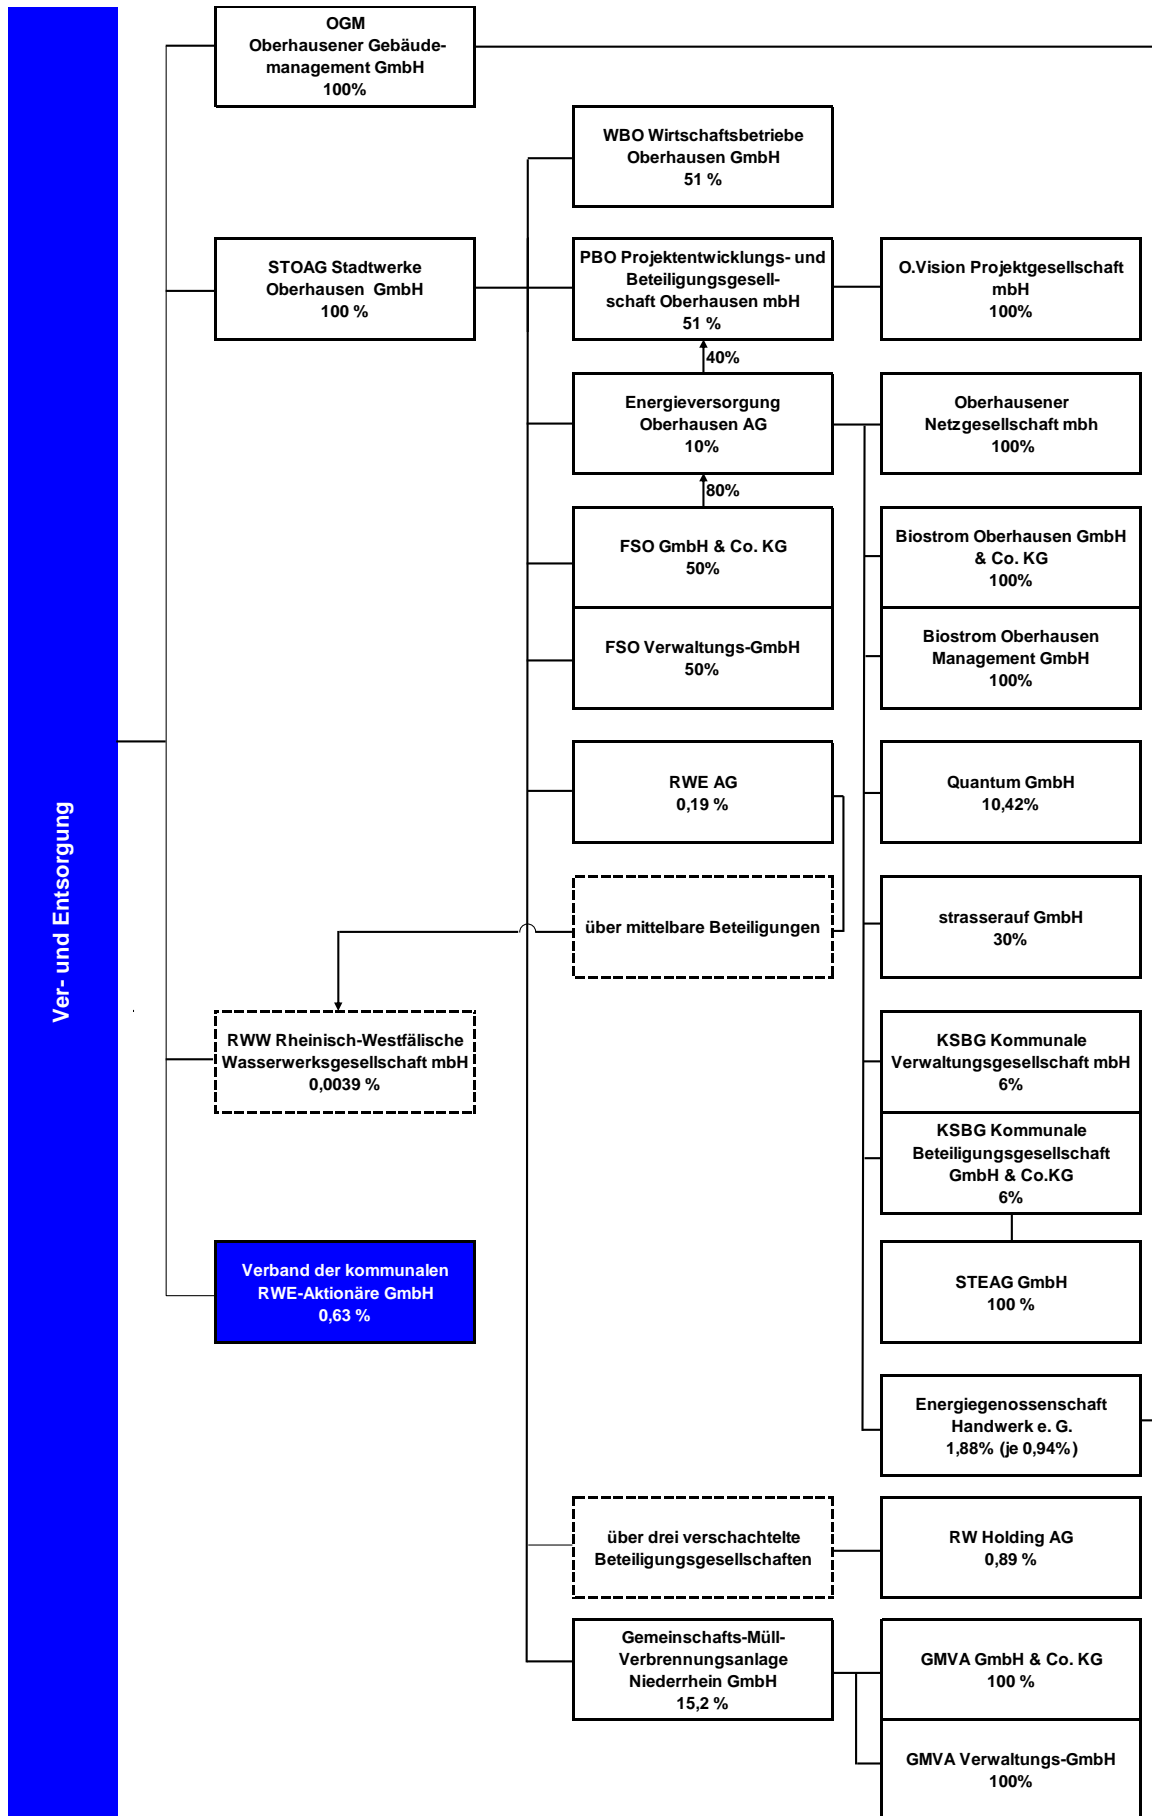 Ver- und Entsorgung
OGM
Oberhausener Gebäude-
management GmbH
100%
STOAG Stadtwerke
Oberhausen GmbH
100 %
RWW Rheinisch-Westfälische
Wasserwerksgesellschaft mbH
0,0039 %
Verband der kommunalen
RWE-Aktionäre GmbH
0,63 %
WBO Wirtschaftsbetriebe
Oberhausen GmbH
51 %
PBO Projektentwicklungs- und
Beteiligungsgesell-
schaft Oberhausen mbH
51 %
40%
Energieversorgung
Oberhausen AG
10%
80%
FSO GmbH & Co. KG
50%
FSO Verwaltungs-GmbH
50%
RWE AG
0,19 %
über mittelbare Beteiligungen
über drei verschachtelte
Beteiligungsgesellschaften
Gemeinschafts-Müll-
Verbrennungsanlage
Niederrhein GmbH
15,2 %
O.Vision Projektgesellschaft
mbH
100%
Oberhausener
Netzgesellschaft mbh
100%
Biostrom Oberhausen GmbH
& Co. KG
100%
Biostrom Oberhausen
Management GmbH
100%
Quantum GmbH
10,42%
strasserauf GmbH
30%
KSBG Kommunale
Verwaltungsgesellschaft mbH
6%
KSBG Kommunale
Beteiligungsgesellschaft
GmbH & Co.KG
6%
STEAG GmbH
100 %
Energiegenossenschaft
Handwerk e. G.
1,88% (je 0,94%)
RW Holding AG
0,89 %
GMVA GmbH & Co. KG
100 %
GMVA Verwaltungs-GmbH
100%